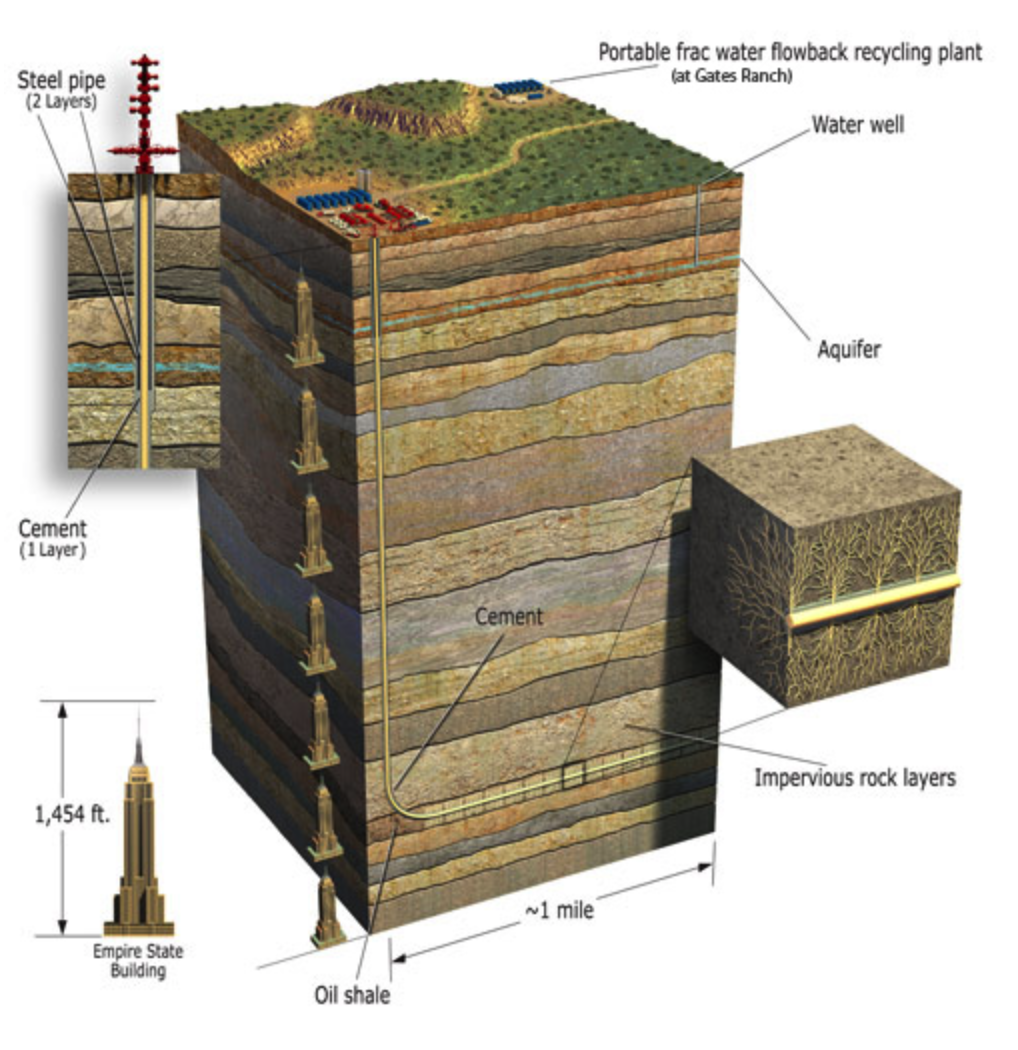 Portable frac water flowback recycling plant
(at Gates Ranch)
Steel pipe
(2 Layers)
Water well
Aquifer
Cement
(1 Layer)
Cement
Impervious rock layers
1,454 ft.
~1 mile
Empire State
Building
Oil shale